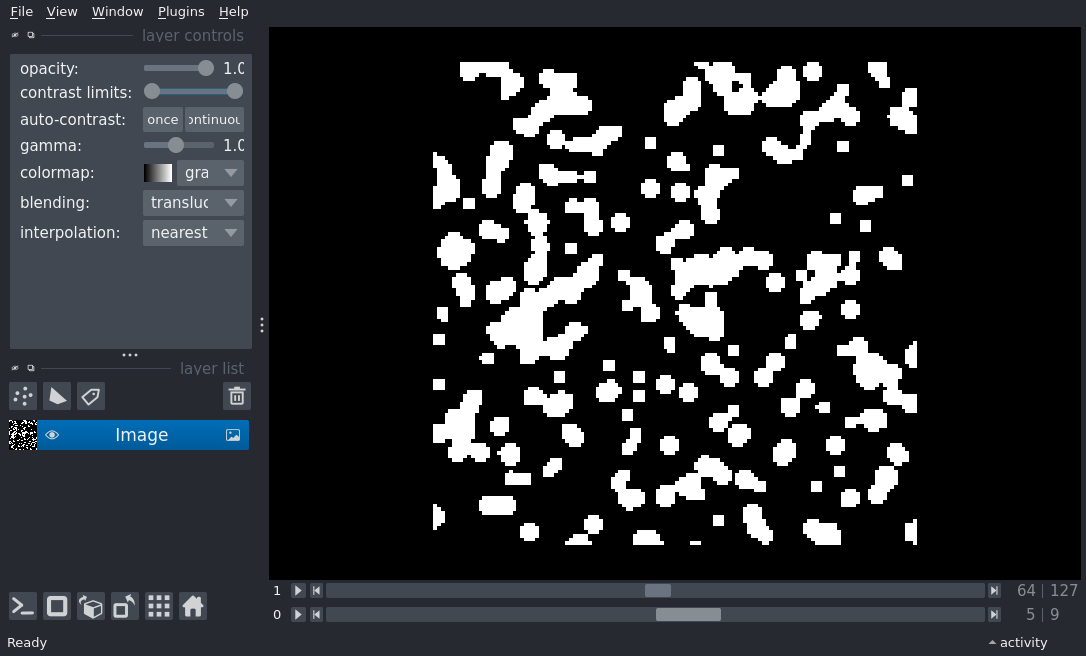 File View Window Plugins Help
layer controls
opacity: 1.0
contrast limits:
auto-contrast: once ontinuou
gamma: 1.0
colormap: gra
blending: transluc
interpolation: nearest
layer list
Image
1 64 127
0 5 9
Ready activity